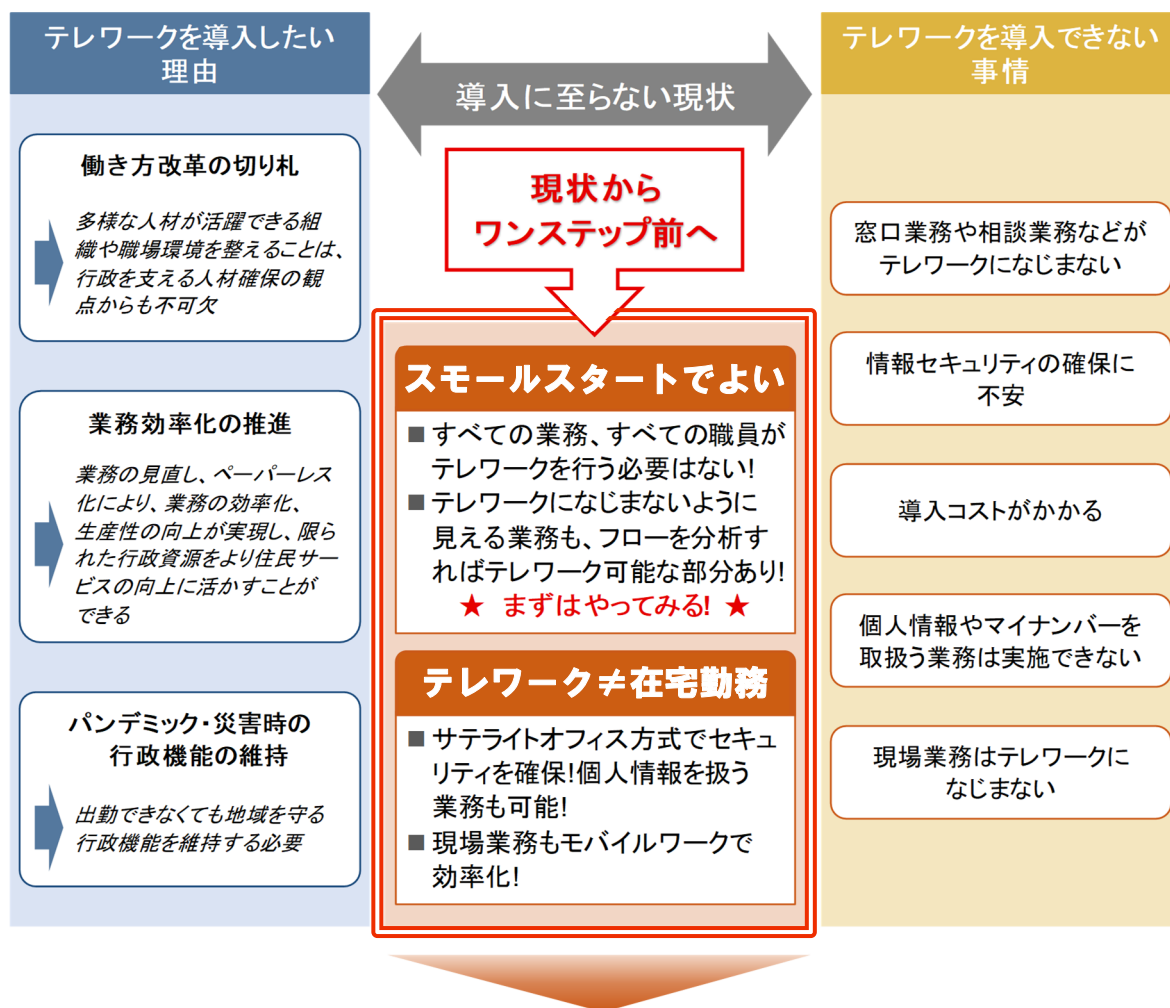 テレワークを導入したい
理由
働き方改革の切り札
多様な人材が活躍できる組
織や職場環境を整えることは、
行政を支える人材確保の観
点からも不可欠
業務効率化の推進
業務の見直し、ペーパーレス
化により、業務の効率化、
生産性の向上が実現し、限ら
れた行政資源をより住民サー
ビスの向上に活かすことが
できる
パンデミック・災害時の
行政機能の維持
出勤できなくても地域を守る
行政機能を維持する必要
導入に至らない現状
現状から
ワンステップ前へ
スモールスタートでよい
■ すべての業務、すべての職員が
テレワークを行う必要はない!
■ テレワークになじまないように
見える業務も、フローを分析す
ればテレワーク可能な部分あり!
★ まずはやってみる! ★
テレワーク≠在宅勤務
■ サテライトオフィス方式でセキュ
リティを確保!個人情報を扱う
業務も可能!
■ 現場業務もモバイルワークで
効率化!
テレワークを導入できない
事情
窓口業務や相談業務などが
テレワークになじまない
情報セキュリティの確保に
不安
導入コストがかかる
個人情報やマイナンバーを
取扱う業務は実施できない
現場業務はテレワークに
なじまない